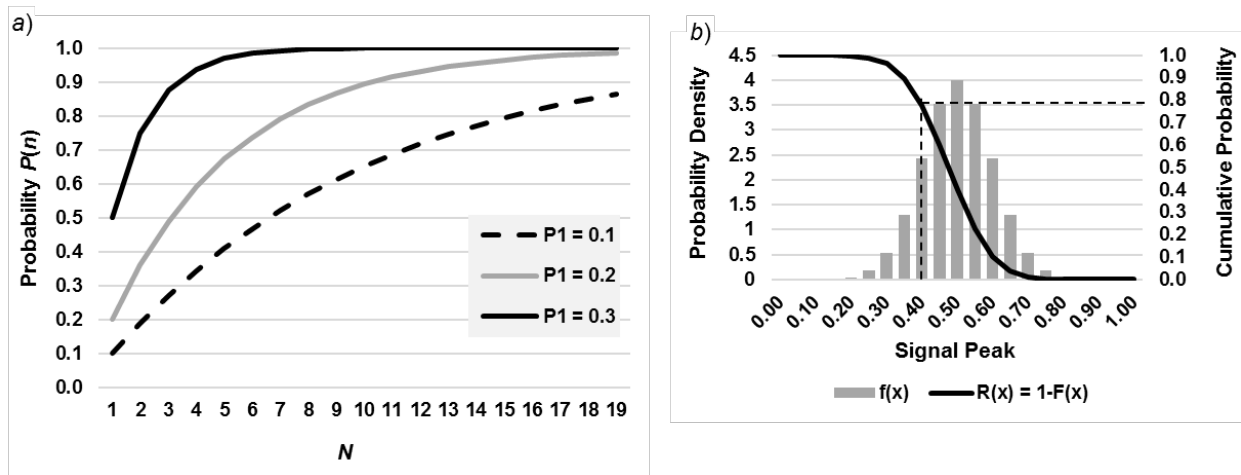 a)
Probability P(n)
1.0
0.9
0.8
0.7
0.6
0.5
0.4
0.3
0.2
0.1
0.0
P1 = 0.1
P1 = 0.2
P1 = 0.3
1 2 3 4 5 6 7 8 9 10 11 12 13 14 15 16 17 18 19
N
b)
Probability Density
4.5
4
3.5
3
2.5
2
1.5
1
0.5
0
Cumulative Probability
1.0
0.9
0.8
0.7
0.6
0.5
0.4
0.3
0.2
0.1
0.0
0.00 0.10 0.20 0.30 0.40 0.50 0.60 0.70 0.80 0.90 1.00
Signal Peak
f(x) R(x) = 1-F(x)